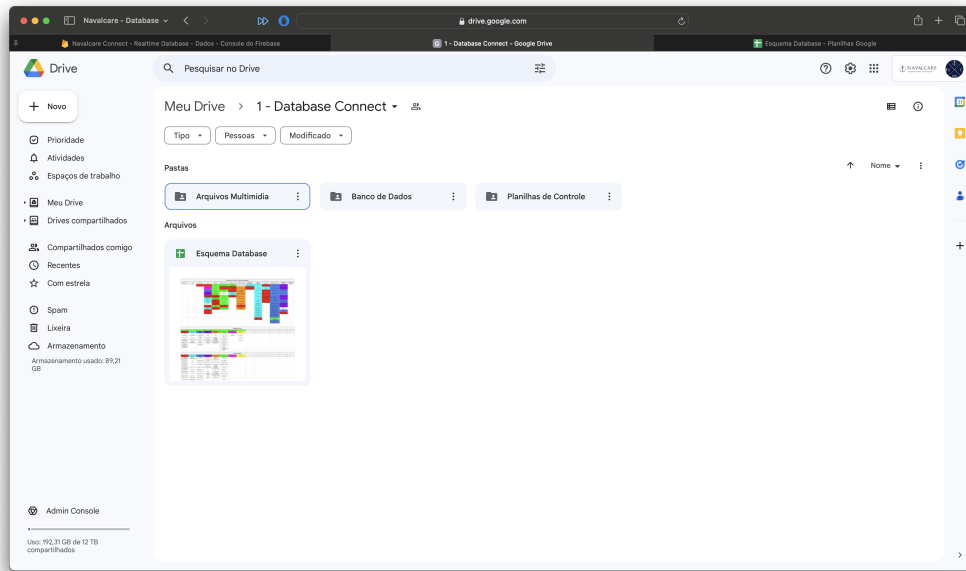 Navalcare - Database
drive.google.com
Navalcare Connect - Realtime Database - Dados - Console do Firebase
1 - Database Connect - Google Drive
Esquema Database - Planilhas Google
Drive
Pesquisar no Drive
NAVALCARE
Novo
Meu Drive > 1 - Database Connect
Tipo
Pessoas
Modificado
Prioridade
Atividades
Espaços de trabalho
Meu Drive
Drives compartilhados
Compartilhados comigo
Recentes
Com estrela
Spam
Lixeira
Armazenamento
Armazenamento usado: 89,21
GB
Pastas
Nome
Arquivos Multimídia
Banco de Dados
Planilhas de Controle
Arquivos
Esquema Database
Admin Console
Uso: 192,31 GB de 12 TB
compartilhados